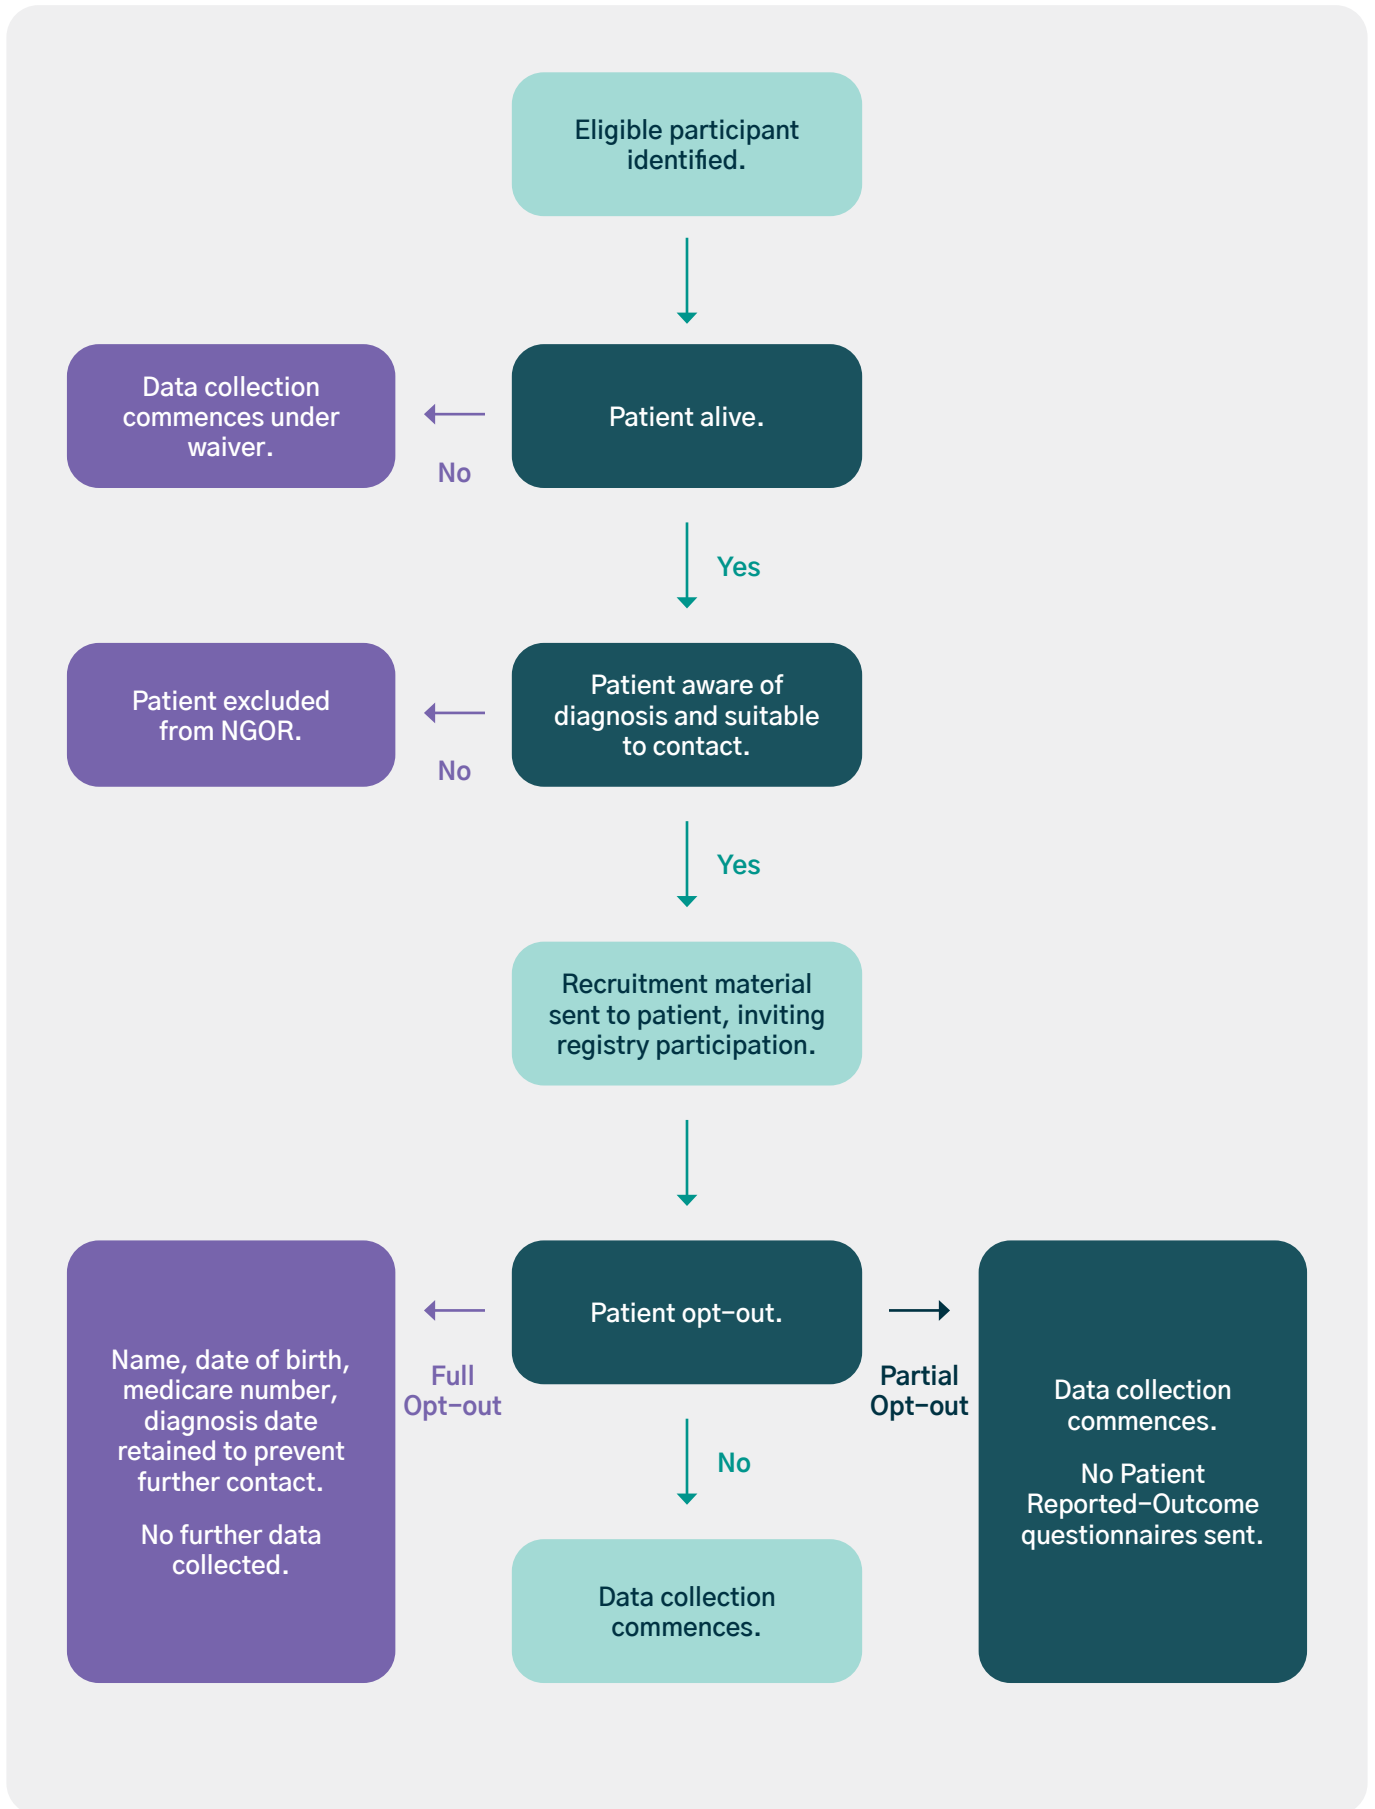 Eligible participant
identified.
Data collection
commences under
waiver.
No
Patient alive.
Yes
Patient excluded
from NGOR.
No
Patient aware of
diagnosis and suitable
to contact.
Yes
Recruitment material
sent to patient, inviting
registry participation.
Name, date of birth,
medicare number,
diagnosis date
retained to prevent
further contact.
No further data
collected.
Full
Opt-out
Patient opt-out.
Partial
Opt-out
Data collection
commences.
No Patient
Reported-Outcome
questionnaires sent.
No
Data collection
commences.